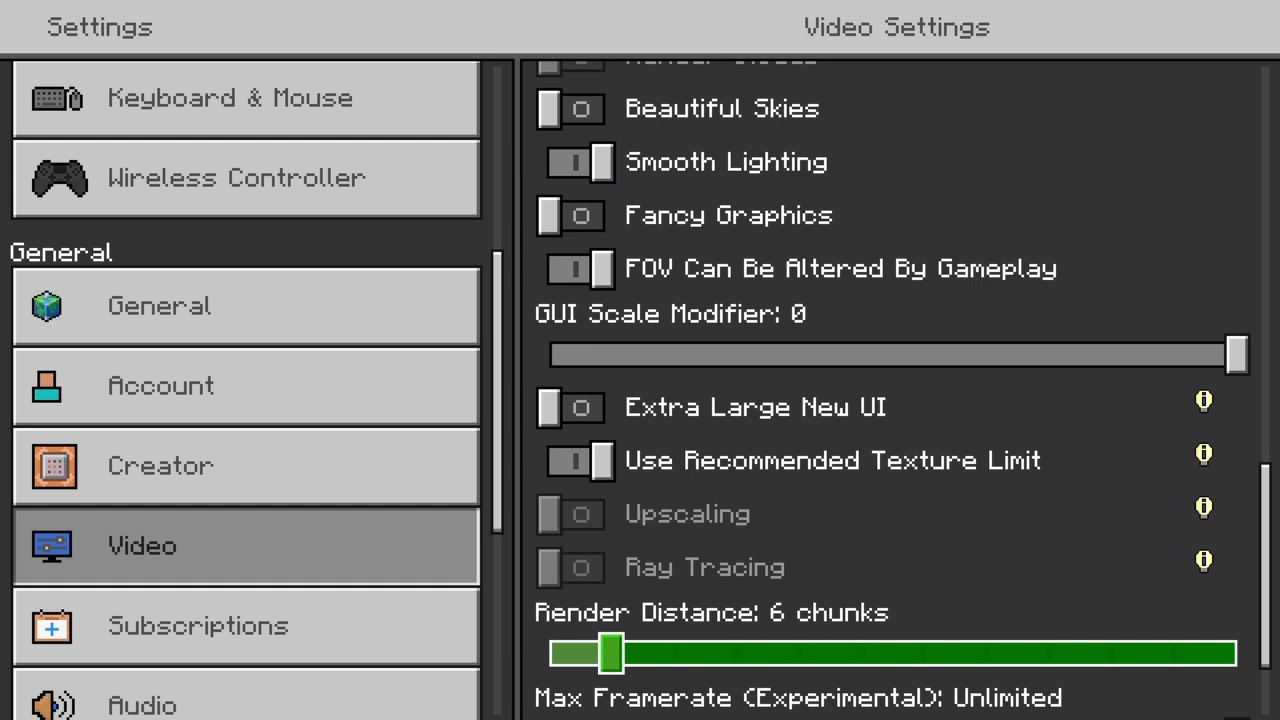 Settings
Video Settings
Keyboard & Mouse
Wireless Controller
General
General
Account
Creator
Video
Subscriptions
Audio
Beautiful Skies
Smooth Lighting
Fancy Graphics
FOV Can Be Altered By Gameplay
GUI Scale Modifier: 0
Extra Large New UI
Use Recommended Texture Limit
Upscaling
Ray Tracing
Render Distance: 6 chunks
Max Framerate (Experimental): Unlimited